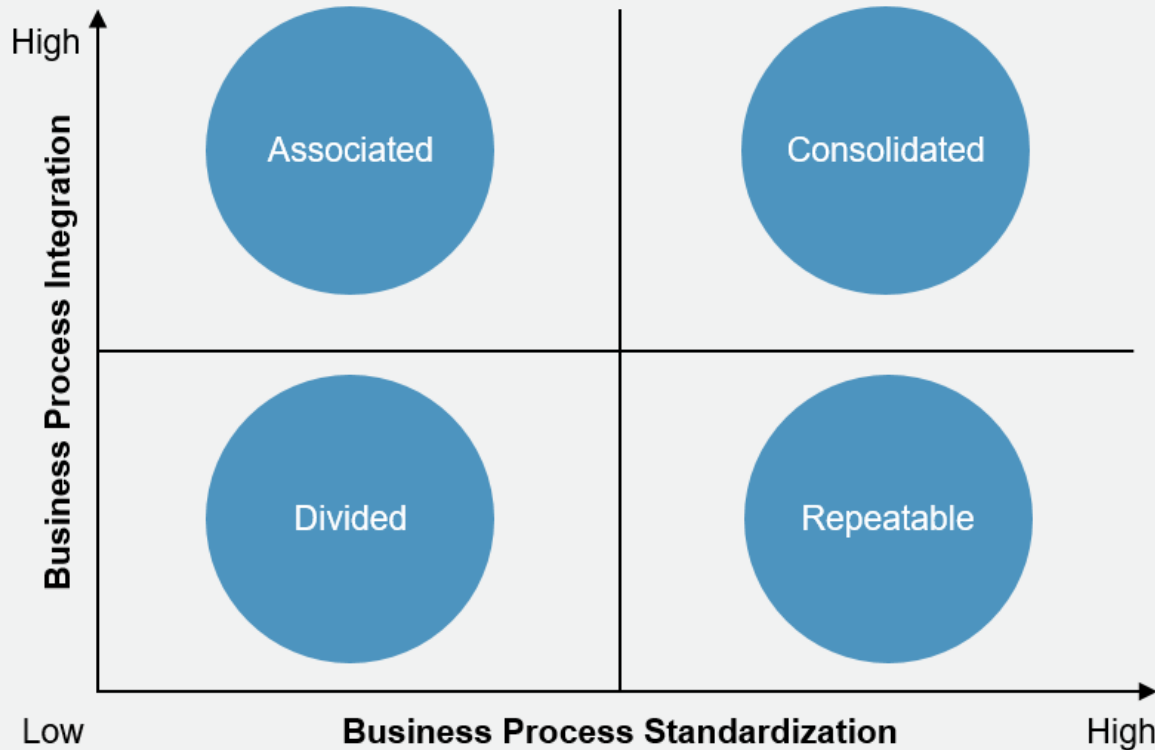 High
Business Process Integration
Associated
Consolidated
Divided
Repeatable
Low
Business Process Standardization
High